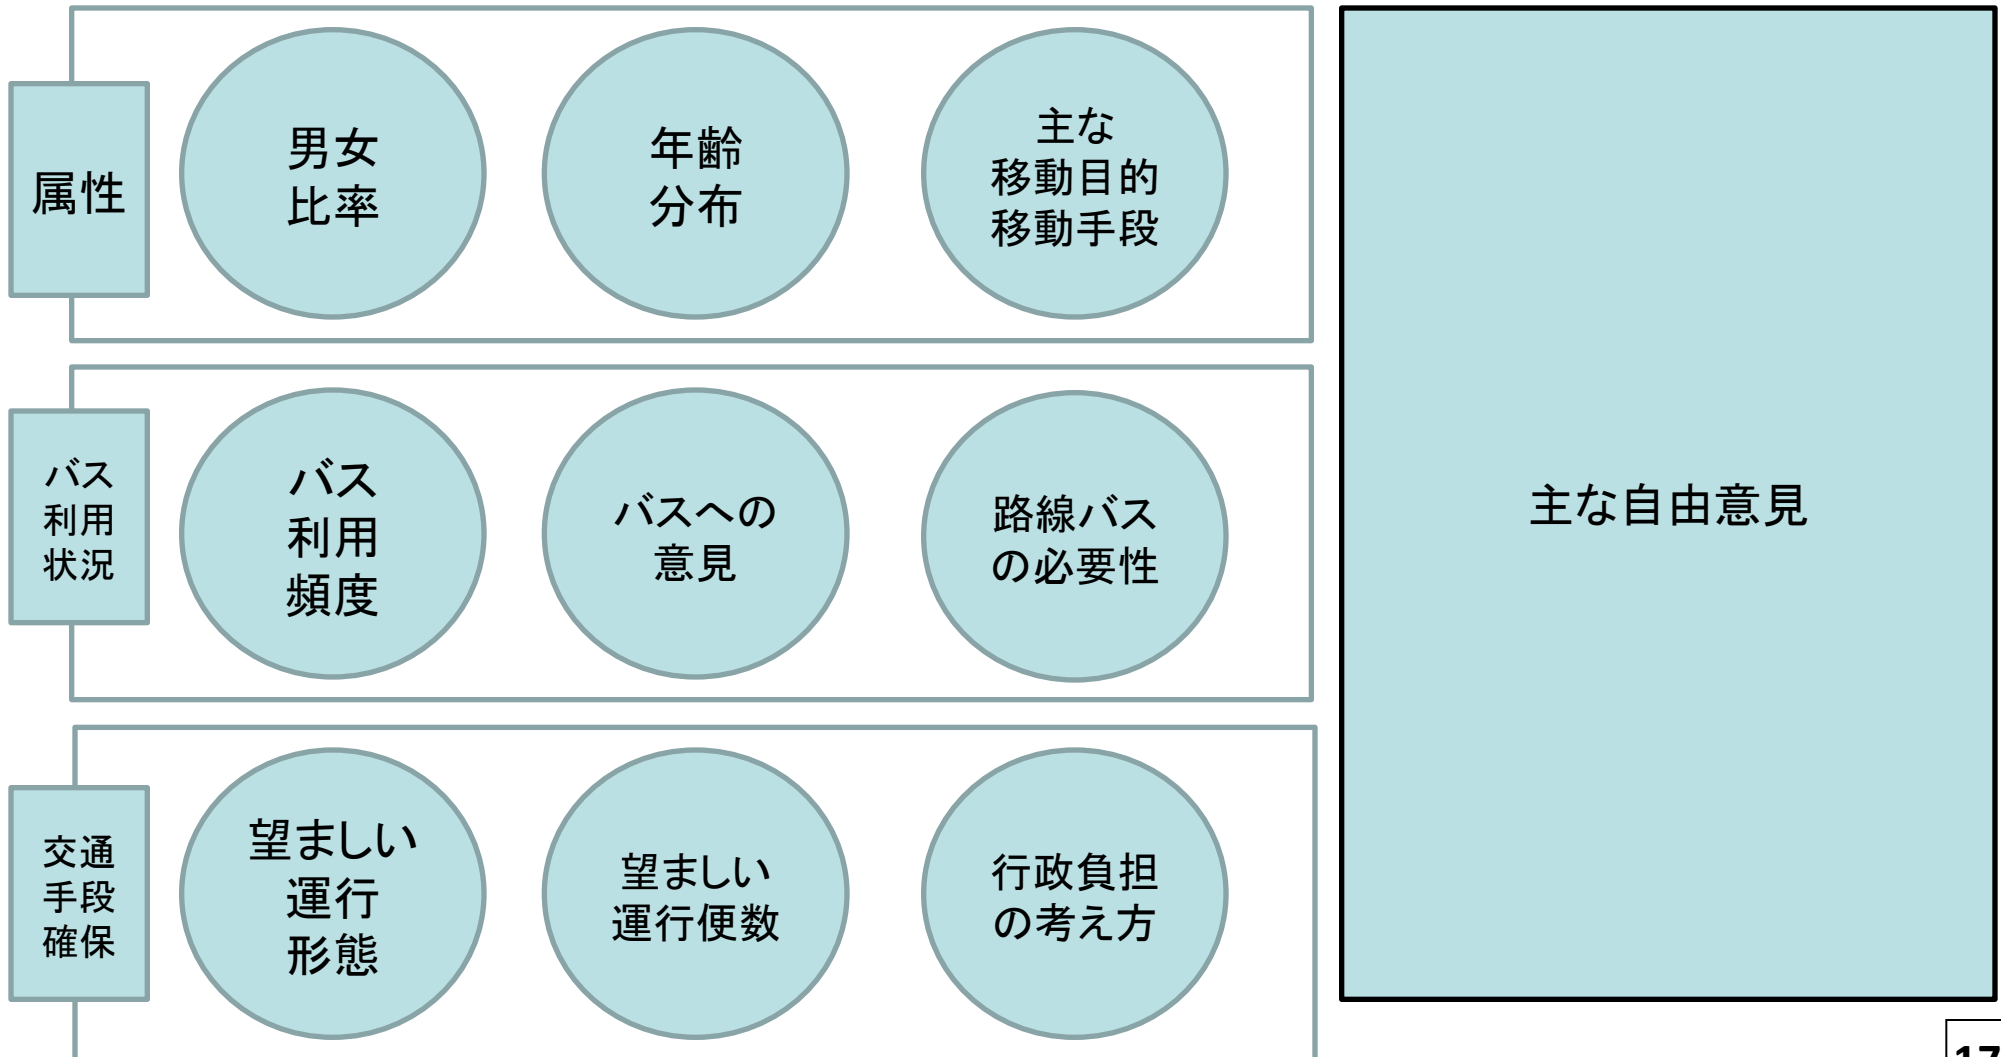 属性
男女
比率
年齢
分布
主な
移動目的
移動手段
バス
利用
状況
バス
利用
頻度
バスへの
意見
路線バス
の必要性
交通
手段
確保
望ましい
運行
形態
望ましい
運行便数
行政負担
の考え方
主な自由意見
17